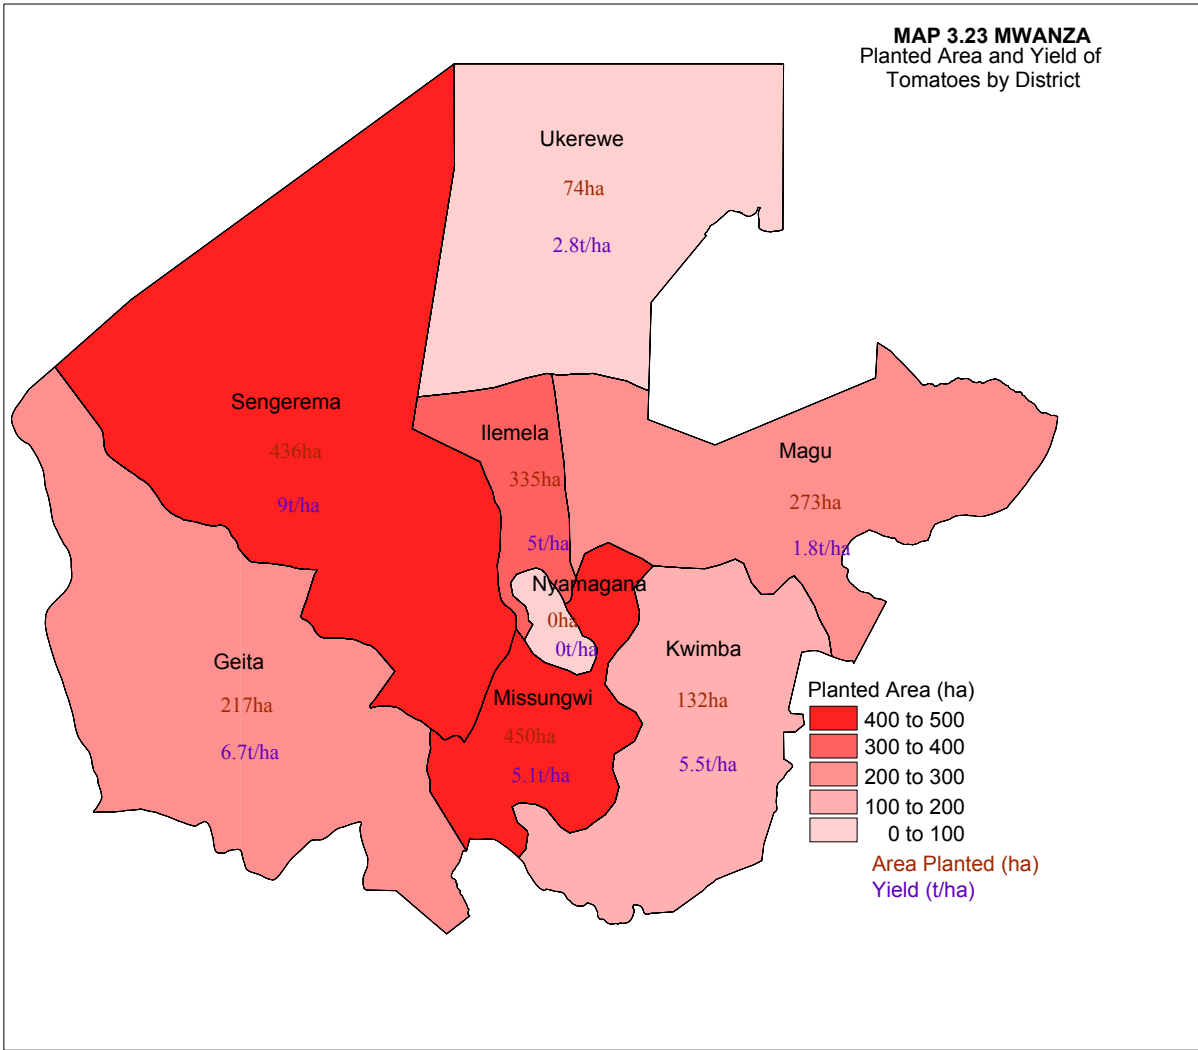 MAP 3.23 MWANZA
Planted Area and Yield of
Tomatoes by District
Ukerewe
74ha
2.8t/ha
Sengerema
436ha
9t/ha
Ilemela
335ha
5t/ha
Magu
273ha
1.8t/ha
Nyamagana
0ha
0t/ha
Geita
217ha
6.7t/ha
Missungwi
450ha
5.1t/ha
Kwimba
132ha
5.5t/ha
Planted Area (ha)
400 to 500
300 to 400
200 to 300
100 to 200
0 to 100
Area Planted (ha)
Yield (t/ha)